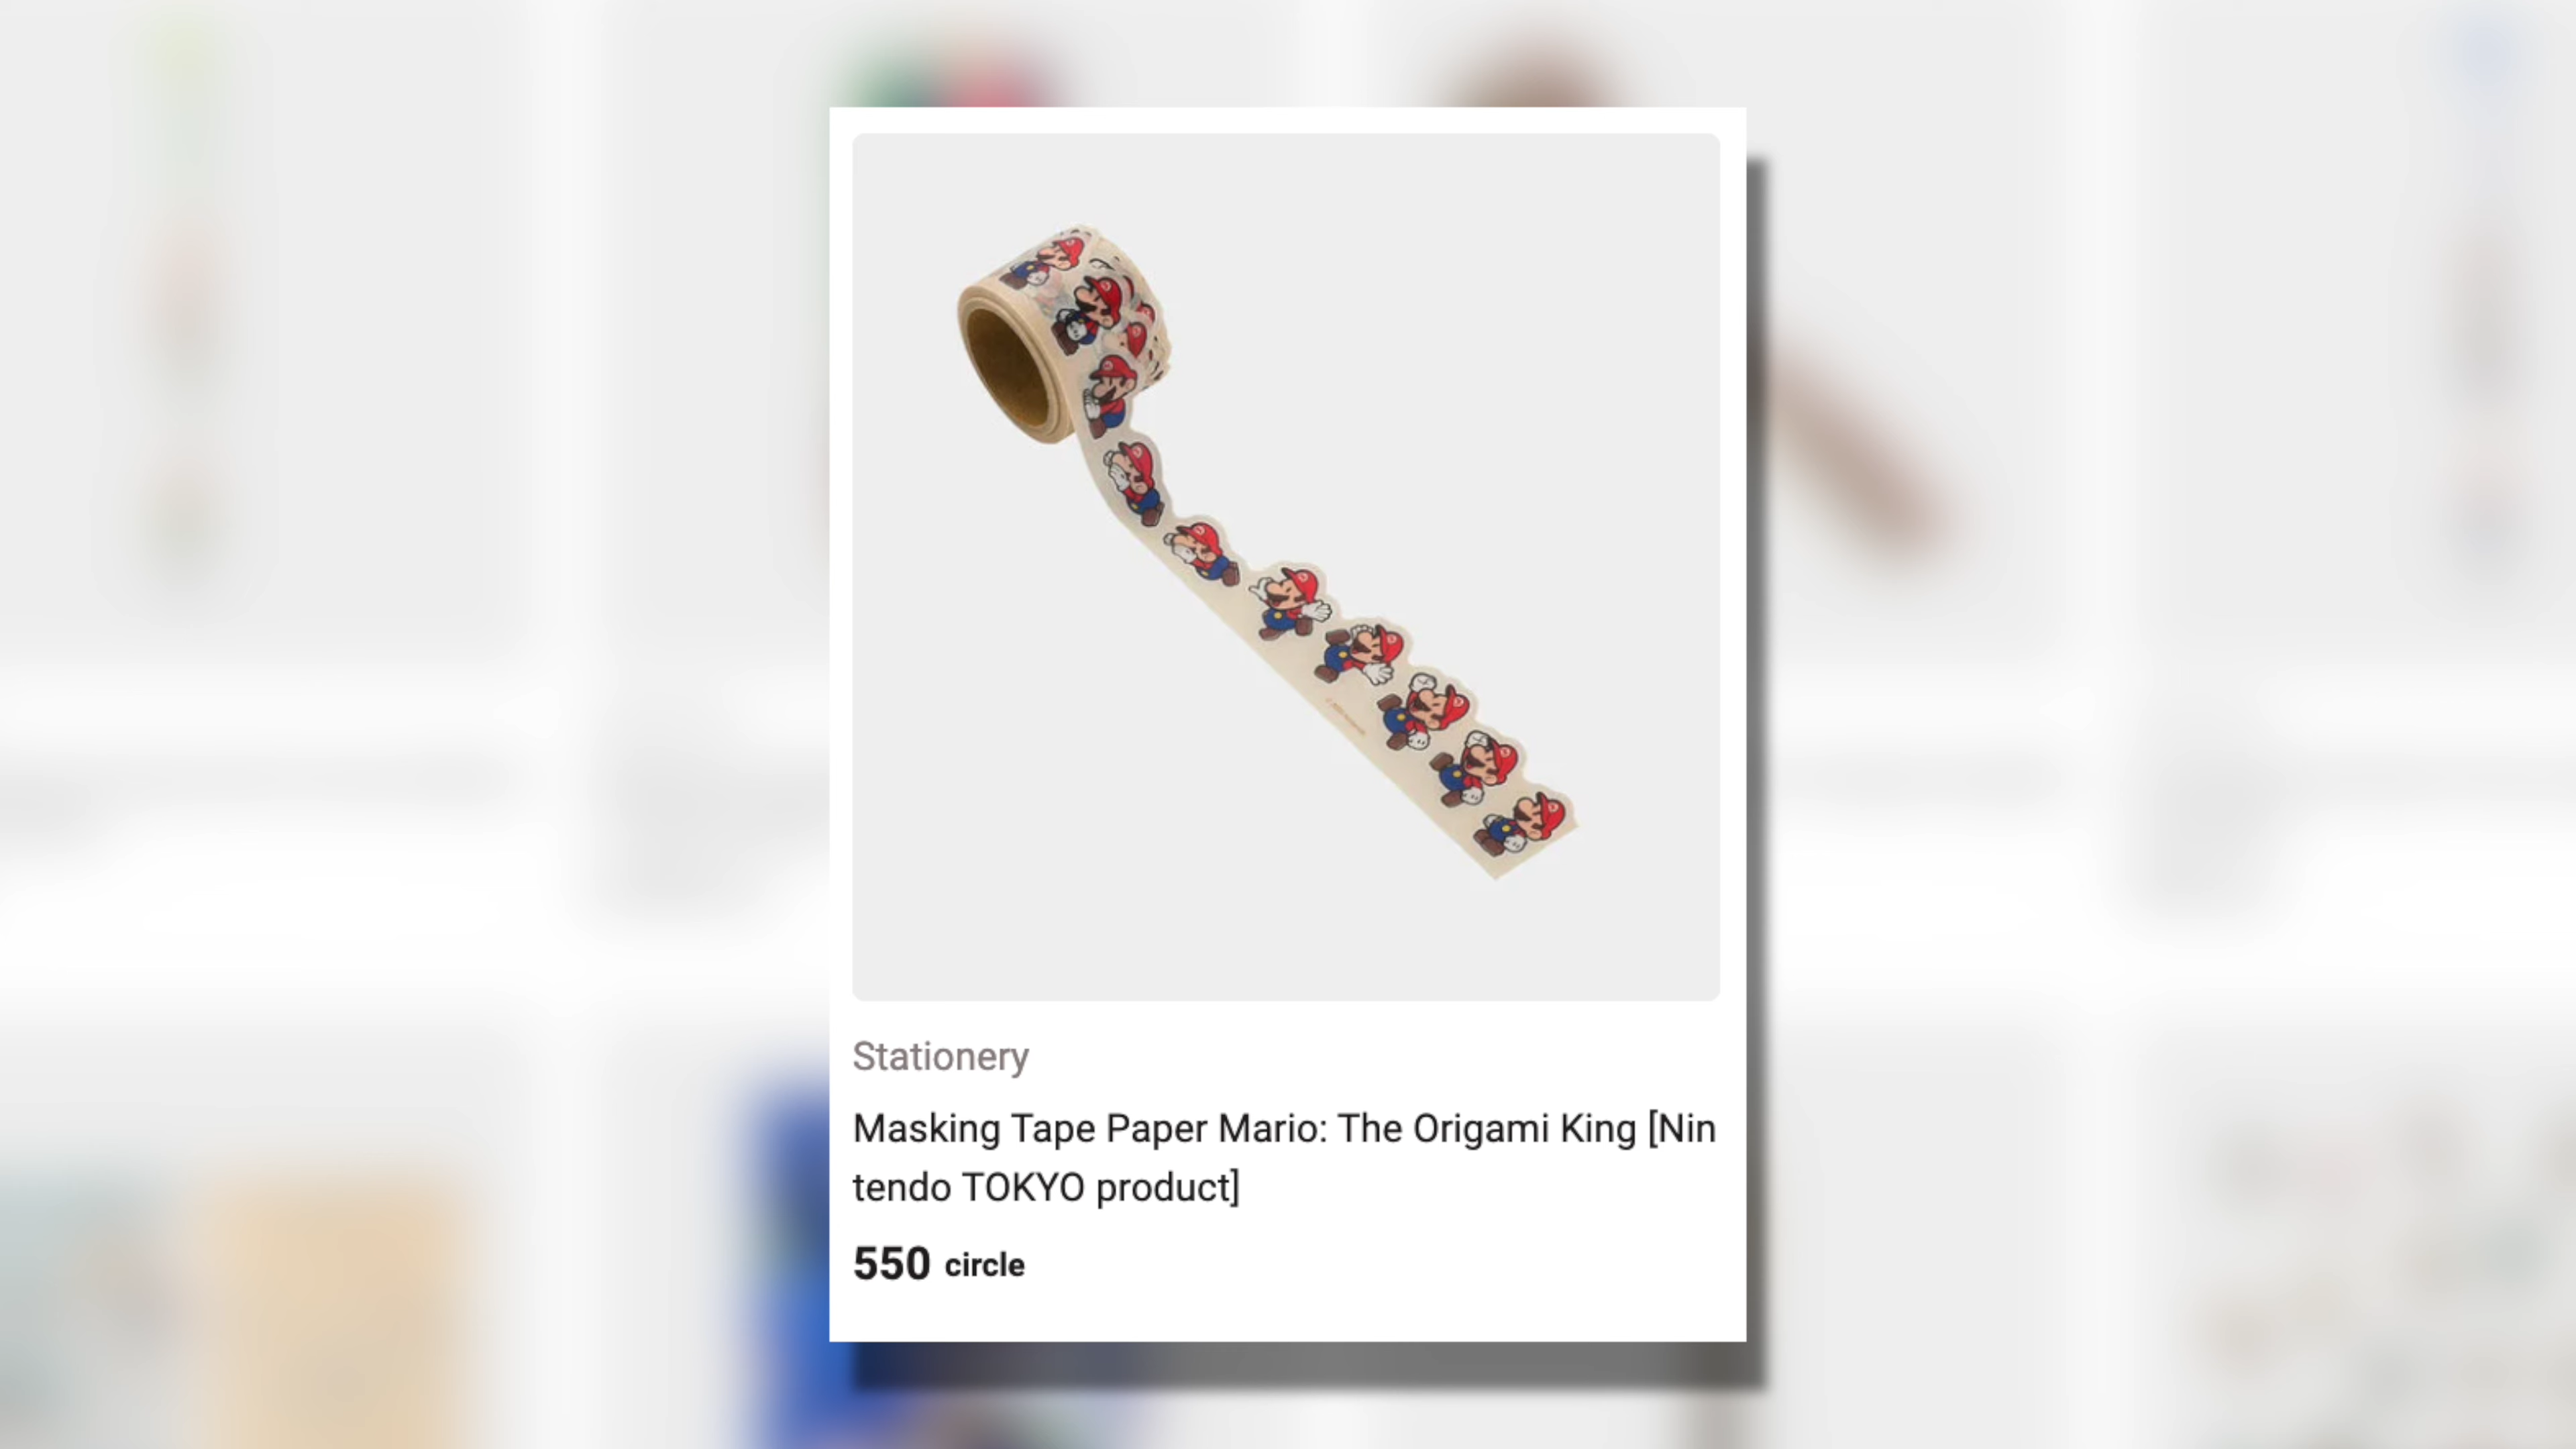 Stationery
Masking Tape Paper Mario: The Origami King [Nin
tendo TOKYO product]
550 circle